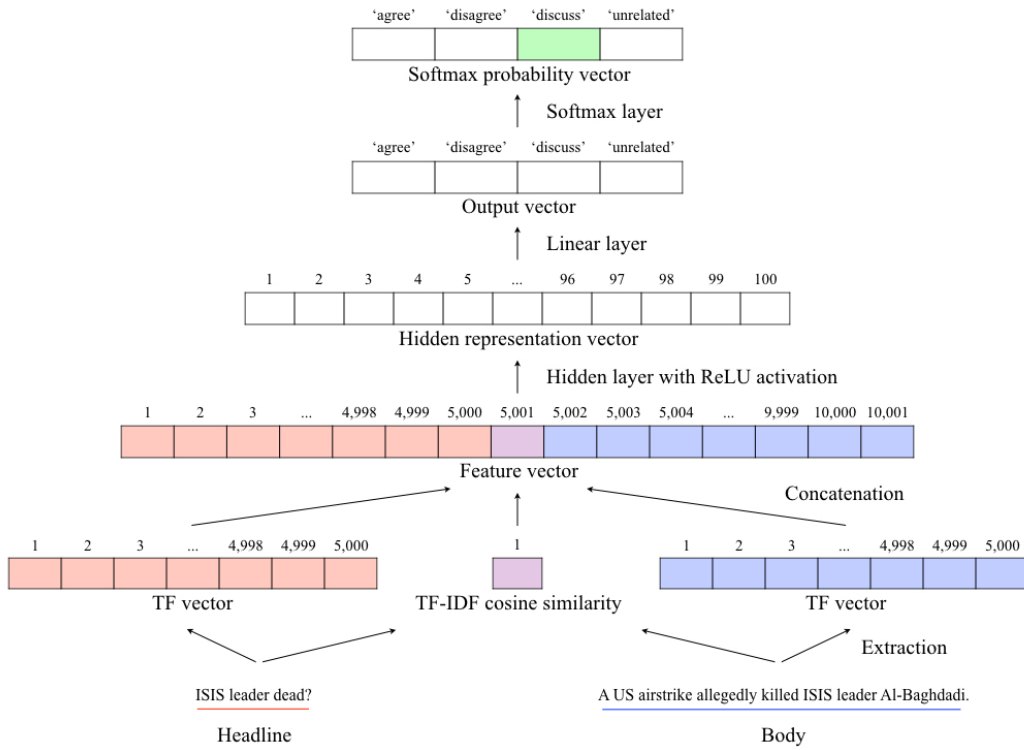 ‘agree’ ‘disagree’ ‘discuss’ ‘unrelated’
Softmax probability vector
Softmax layer
‘agree’ ‘disagree’ ‘discuss’ ‘unrelated’
Output vector
Linear layer
1 2 3 4 5 ... 96 97 98 99 100
Hidden representation vector
Hidden layer with ReLU activation
1 2 3 ... 4,998 4,999 5,000 5,001 5,002 5,003 5,004 ... 9,999 10,000 10,001
Feature vector
Concatenation
1 2 3 ... 4,998 4,999 5,000 1 1 2 3 ... 4,998 4,999 5,000
TF vector TF-IDF cosine similarity TF vector
Extraction
ISIS leader dead? A US airstrike allegedly killed ISIS leader Al-Baghdadi.
Headline Body